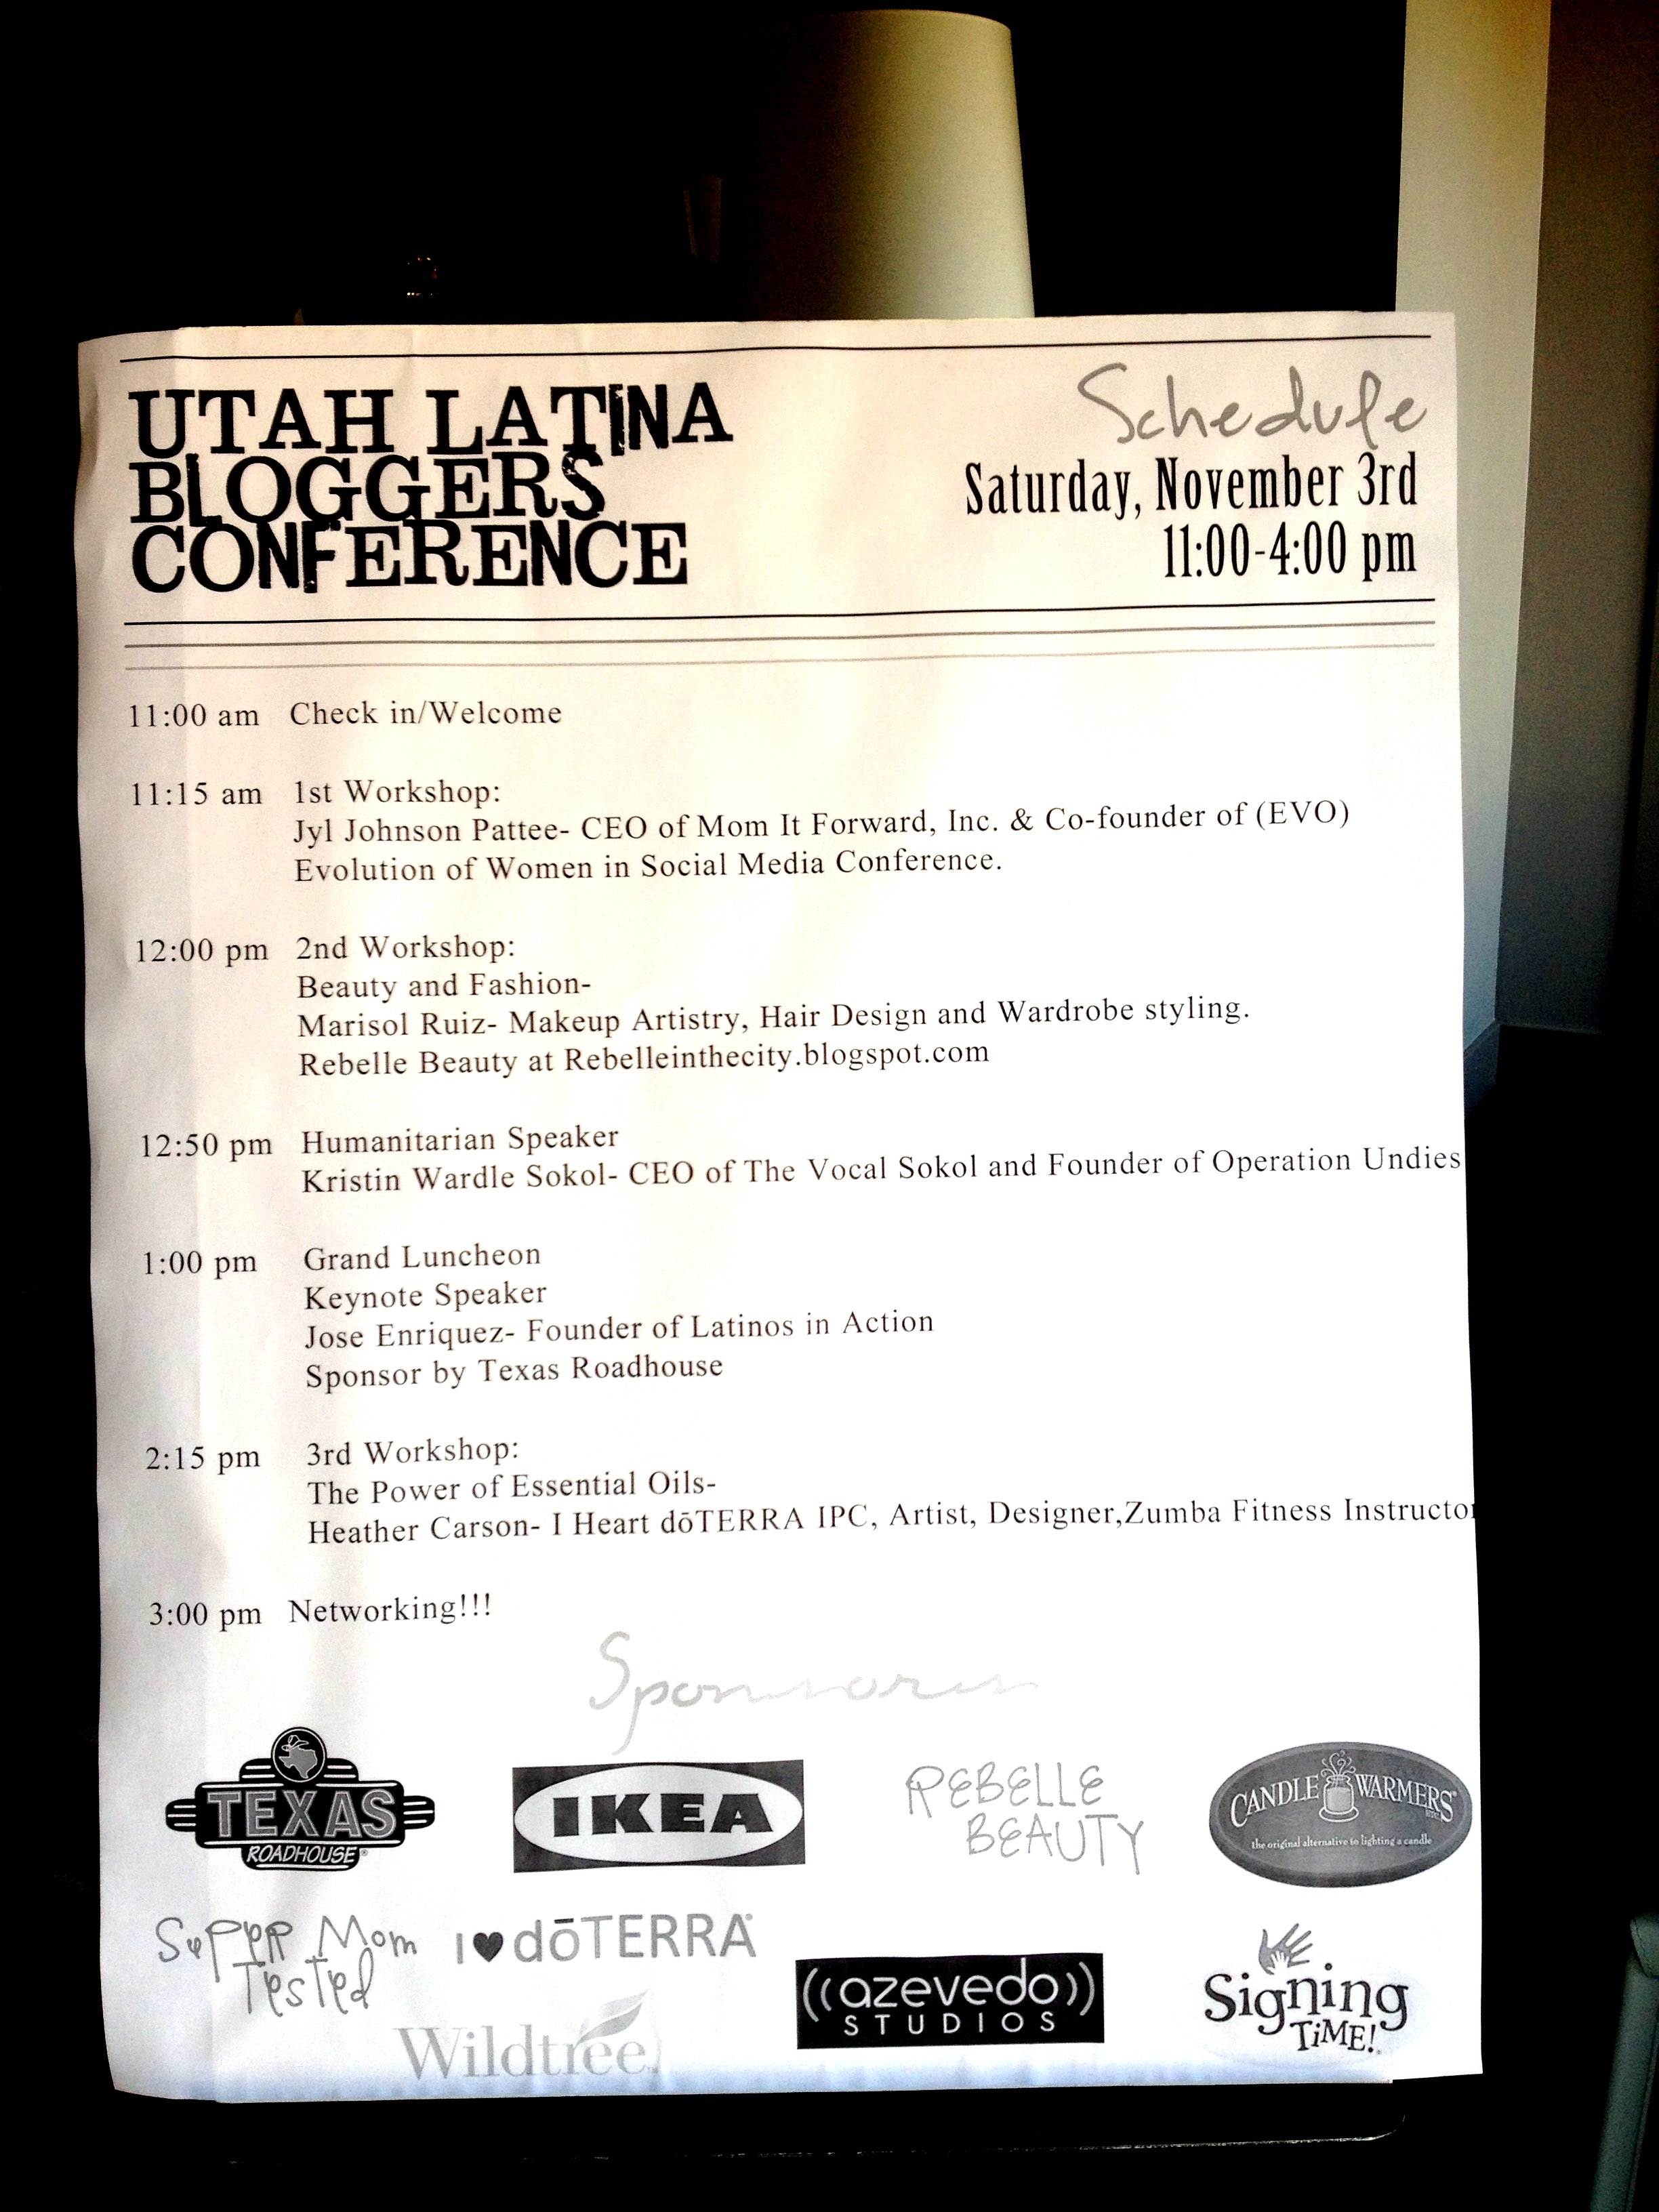 UTAH LATINA
BLOGGERS
CONFERENCE
Schedule
Saturday, November 3rd
11:00-4:00 pm
11:00 am Check in/Welcome
11:15 am 1st Workshop:
Jyl Johnson Pattee- CEO of Mom It Forward, Inc. & Co-founder of (EVO)
Evolution of Women in Social Media Conference.
12:00 pm 2nd Workshop:
Beauty and Fashion-
Marisol Ruiz- Makeup Artistry, Hair Design and Wardrobe styling.
Rebelle Beauty at Rebelleinthecity.blogspot.com
12:50 pm Humanitarian Speaker
Kristin Wardle Sokol- CEO of The Vocal Sokol and Founder of Operation Undies
1:00 pm Grand Luncheon
Keynote Speaker
Jose Enriquez- Founder of Latinos in Action
Sponsor by Texas Roadhouse
2:15 pm 3rd Workshop:
The Power of Essential Oils-
Heather Carson- I Heart dōTERRA IPC, Artist, Designer,Zumba Fitness Instructor
3:00 pm Networking!!!
Sponsors
TEXAS
ROADHOUSE
IKEA
REBELLE
BEAUTY
CANDLE WARMERS
the original alternative to lighting a candle
SuPeR Mom
Tested
I ♥ dōTERRA
Wildtree
((azevedo))
STUDIOS
Signing
TiME!